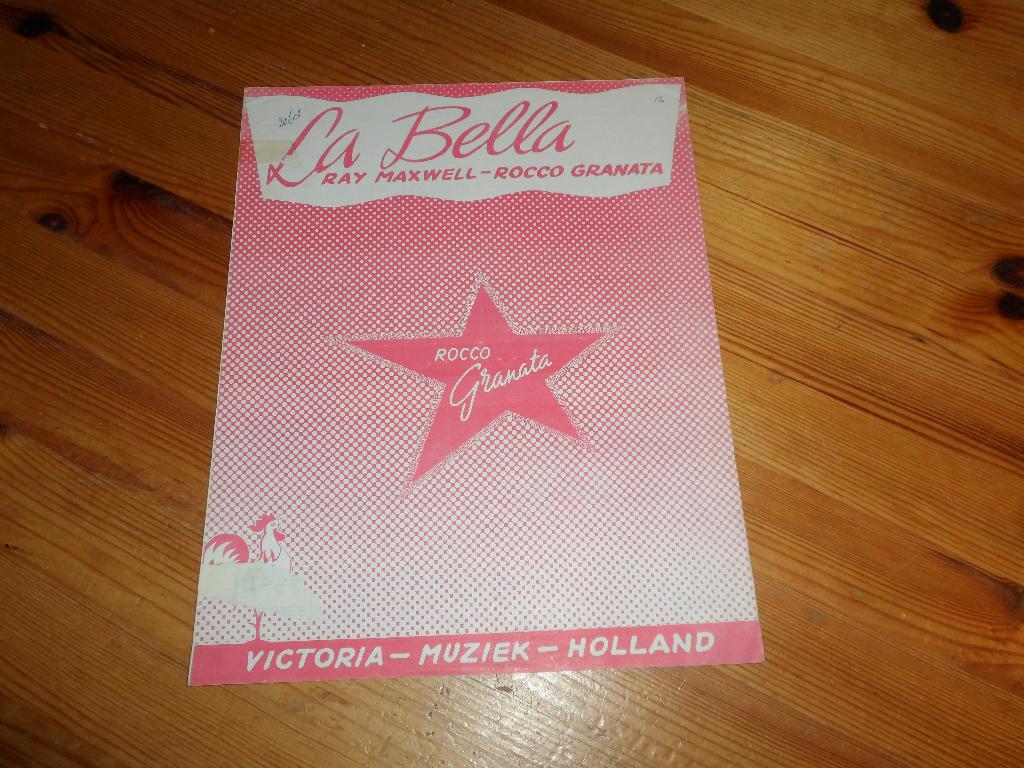 La Bella
RAY MAXWELL – ROCCO GRANATA
ROCCO
Granata
VICTORIA – MUZIEK – HOLLAND